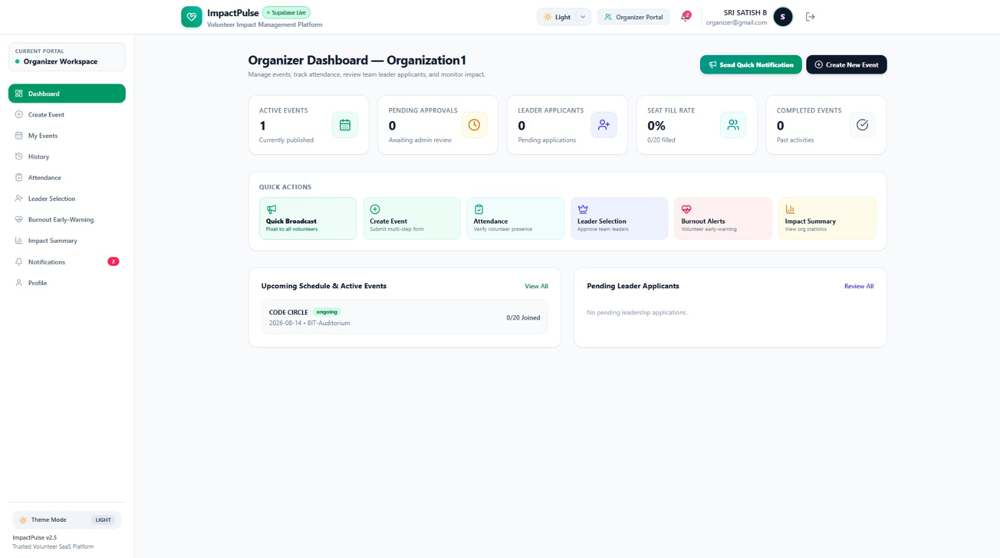 ImpactPulse
Supabase Live
Volunteer Impact Management Platform
Light
Organizer Portal
2
SRI SATISH B
organizer@gmail.com
S
CURRENT PORTAL
Organizer Workspace
Dashboard
Create Event
My Events
History
Attendance
Leader Selection
Burnout Early-Warning
Impact Summary
Notifications
2
Profile
Theme Mode
LIGHT
ImpactPulse v2.5
Trusted Volunteer SaaS Platform
Organizer Dashboard — Organization1
Manage events, track attendance, review team leader applicants, and monitor impact.
Send Quick Notification
Create New Event
ACTIVE EVENTS
1
Currently published
PENDING APPROVALS
0
Awaiting admin review
LEADER APPLICANTS
0
Pending applications
SEAT FILL RATE
0%
0/20 filled
COMPLETED EVENTS
0
Past activities
QUICK ACTIONS
Quick Broadcast
Float to all volunteers
Create Event
Submit multi-step form
Attendance
Verify volunteer presence
Leader Selection
Approve team leaders
Burnout Alerts
Volunteer early-warning
Impact Summary
View org statistics
Upcoming Schedule & Active Events
View All
CODE CIRCLE
ongoing
2026-08-14 • BIT-Auditorium
0/20 Joined
Pending Leader Applicants
Review All
No pending leadership applications.